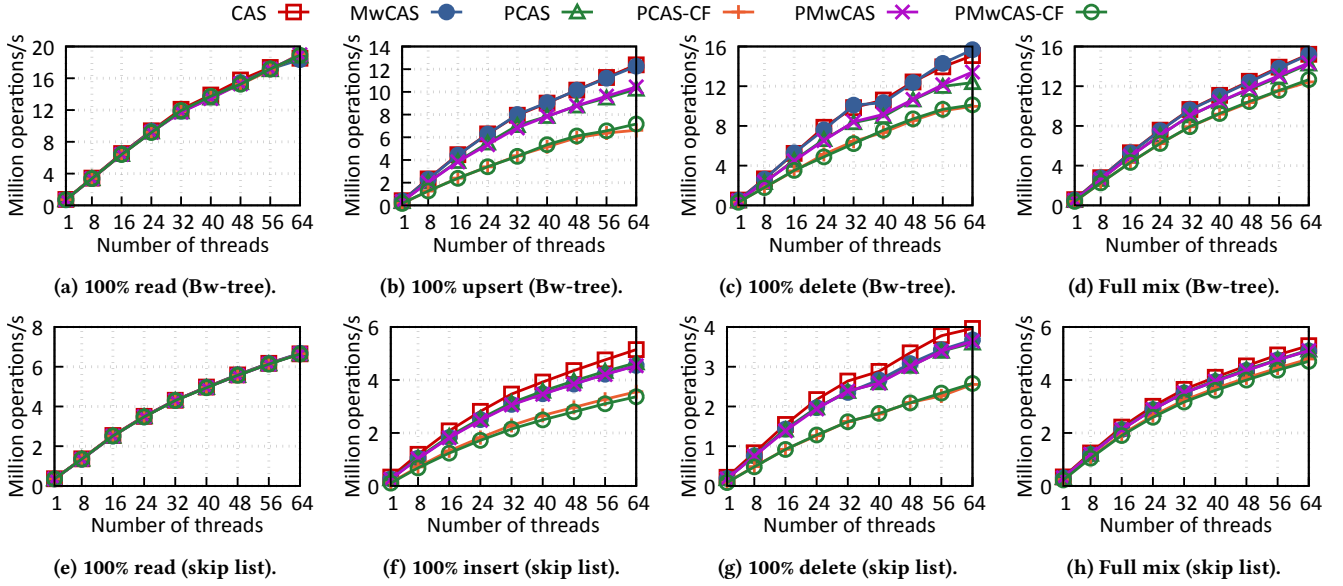 CAS MwCAS PCAS PCAS-CF PMwCAS PMwCAS-CF
Million operations/s
20
16
12
8
4
0
1 8 16 24 32 40 48 56 64
Number of threads
(a) 100% read (Bw-tree).
Million operations/s
14
12
10
8
6
4
2
0
1 8 16 24 32 40 48 56 64
Number of threads
(b) 100% upsert (Bw-tree).
Million operations/s
16
12
8
4
0
1 8 16 24 32 40 48 56 64
Number of threads
(c) 100% delete (Bw-tree).
Million operations/s
16
12
8
4
0
1 8 16 24 32 40 48 56 64
Number of threads
(d) Full mix (Bw-tree).
Million operations/s
8
6
4
2
0
1 8 16 24 32 40 48 56 64
Number of threads
(e) 100% read (skip list).
Million operations/s
6
4
2
0
1 8 16 24 32 40 48 56 64
Number of threads
(f) 100% insert (skip list).
Million operations/s
4
3
2
1
0
1 8 16 24 32 40 48 56 64
Number of threads
(g) 100% delete (skip list).
Million operations/s
6
4
2
0
1 8 16 24 32 40 48 56 64
Number of threads
(h) Full mix (skip list).